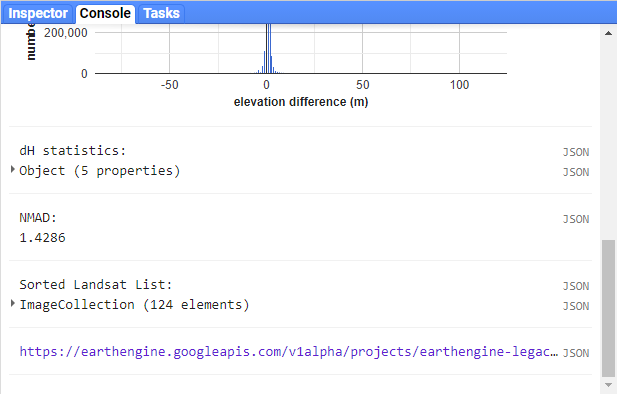 Inspector Console Tasks
numbe
200,000
0
-50 0 50 100
elevation difference (m)
dH statistics: JSON
Object (5 properties) JSON
NMAD: JSON
1.4286
Sorted Landsat List: JSON
ImageCollection (124 elements) JSON
https://earthengine.googleapis.com/v1alpha/projects/earthengine-legac… JSON